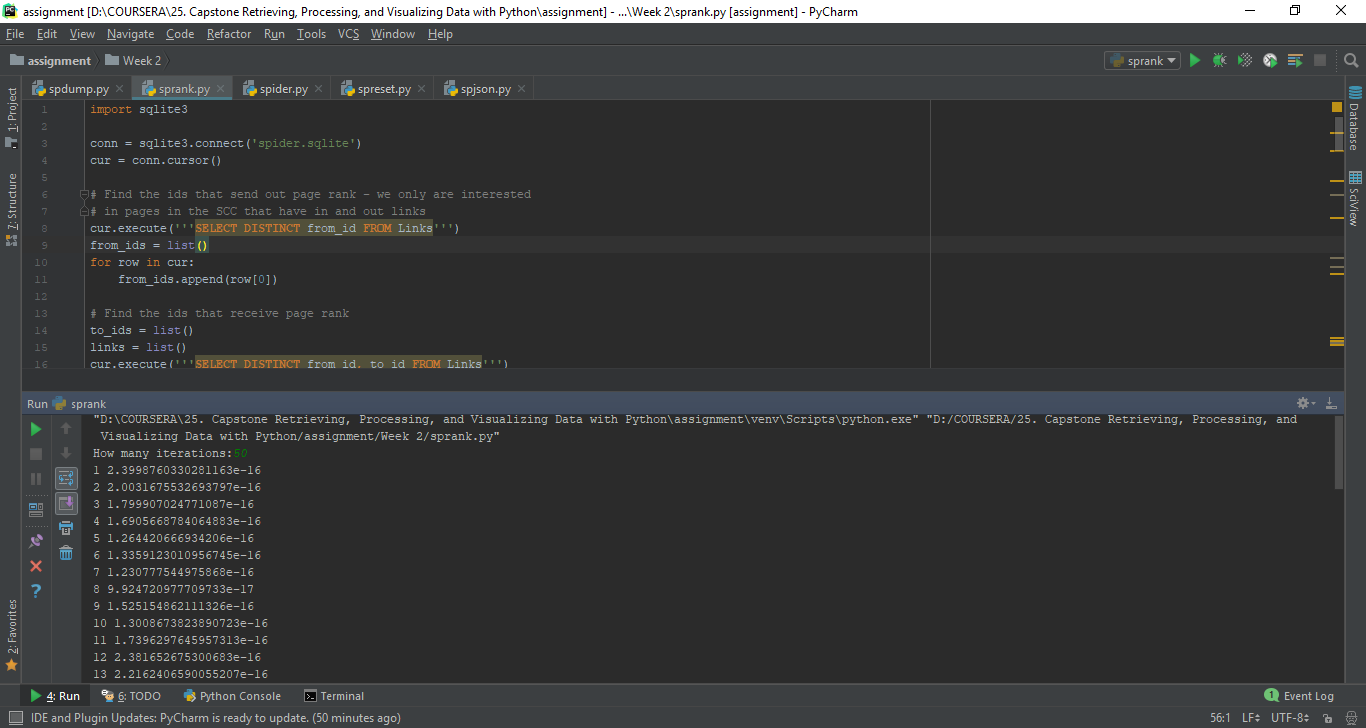 assignment [D:\COURSERA\25. Capstone Retrieving, Processing, and Visualizing Data with Python\assignment] - ...\Week 2\sprank.py [assignment] - PyCharm
File Edit View Navigate Code Refactor Run Tools VCS Window Help
assignment Week 2 sprank
spdump.py sprank.py spider.py spreset.py spjson.py
1: Project
7: Structure
2: Favorites
Database
SciView
1 import sqlite3
2
3 conn = sqlite3.connect('spider.sqlite')
4 cur = conn.cursor()
5
6 # Find the ids that send out page rank - we only are interested
7 # in pages in the SCC that have in and out links
8 cur.execute('''SELECT DISTINCT from_id FROM Links''')
9 from_ids = list()
10 for row in cur:
11 from_ids.append(row[0])
12
13 # Find the ids that receive page rank
14 to_ids = list()
15 links = list()
16 cur.execute('''SELECT DISTINCT from_id, to_id FROM Links''')
Run sprank
"D:\COURSERA\25. Capstone Retrieving, Processing, and Visualizing Data with Python\assignment\venv\Scripts\python.exe" "D:/COURSERA/25. Capstone Retrieving, Processing, and
Visualizing Data with Python/assignment/Week 2/sprank.py"
How many iterations:50
1 2.3998760330281163e-16
2 2.0031675532693797e-16
3 1.799907024771087e-16
4 1.6905668784064883e-16
5 1.264420666934206e-16
6 1.3359123010956745e-16
7 1.230777544975868e-16
8 9.924720977709733e-17
9 1.525154862111326e-16
10 1.3008673823890723e-16
11 1.7396297645957313e-16
12 2.381652675300683e-16
13 2.2162406590055207e-16
4: Run 6: TODO Python Console Terminal 1 Event Log
IDE and Plugin Updates: PyCharm is ready to update. (50 minutes ago) 56:1 LF UTF-8